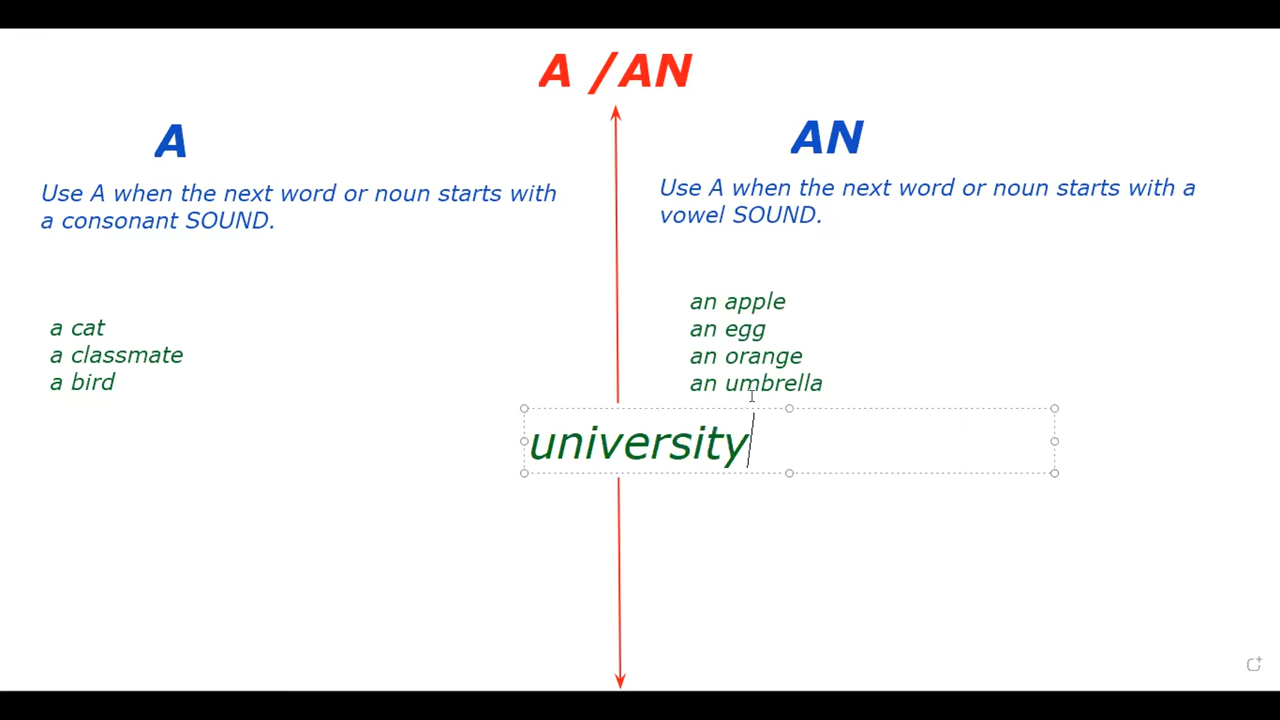 A /AN
A
Use A when the next word or noun starts with
a consonant SOUND.
a cat
a classmate
a bird
AN
Use A when the next word or noun starts with a
vowel SOUND.
an apple
an egg
an orange
an umbrella
university